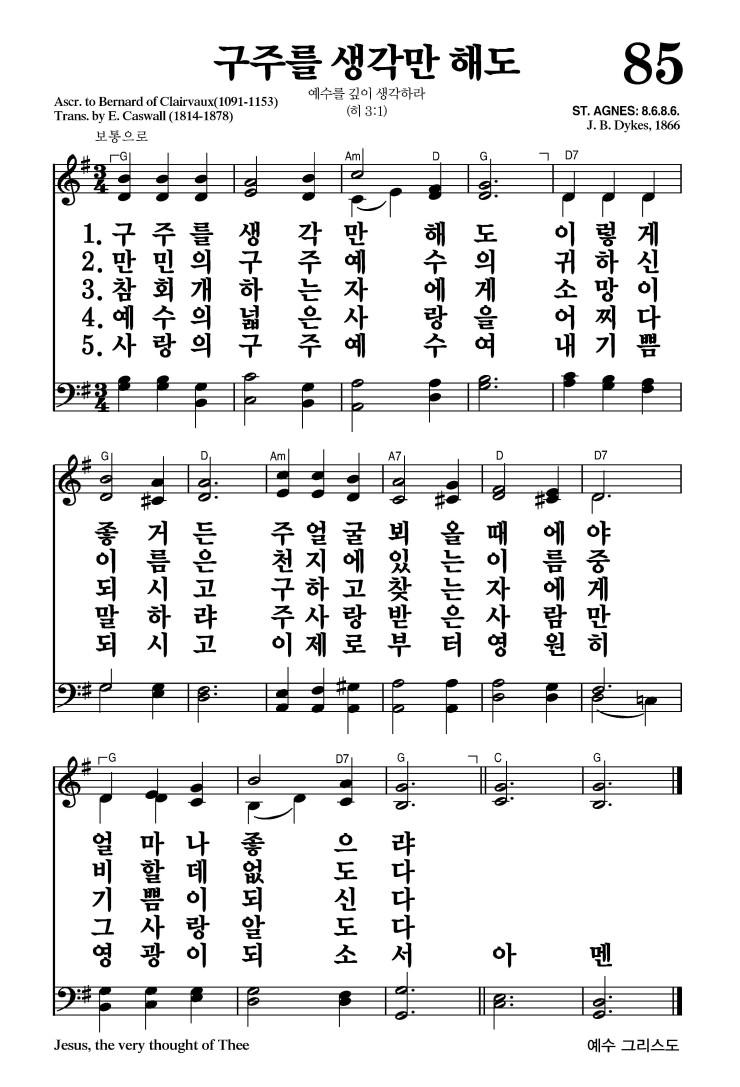 구주를 생각만 해도
85
예수를 깊이 생각하라
(히 3:1)
Ascr. to Bernard of Clairvaux(1091-1153)
Trans. by E. Caswall (1814-1878)
ST. AGNES: 8.6.8.6.
J. B. Dykes, 1866
보통으로
G Am D G D7
1. 구 주 를 생 각 만 해 도 이 렇 게
2. 만 민 의 구 주 예 수 의 귀 하 신
3. 참 회 개 하 는 자 에 게 소 망 이
4. 예 수 의 넓 은 사 랑 을 어 찌 다
5. 사 랑 의 구 주 예 수 여 내 기 쁨
G D Am A7 D D7
좋 거 든 주 얼 굴 뵈 올 때 에 야
이 름 은 천 지 에 있 는 이 름 중
되 시 고 구 하 고 찾 는 자 에 게
말 하 랴 주 사 랑 받 은 사 람 만
되 시 고 이 제 로 부 터 영 원 히
G D7 G C G
얼 마 나 좋 으 랴
비 할 데 없 도 다
기 쁨 이 되 신 다
그 사 랑 알 도 다
영 광 이 되 소 서 아 멘
Jesus, the very thought of Thee
예수 그리스도